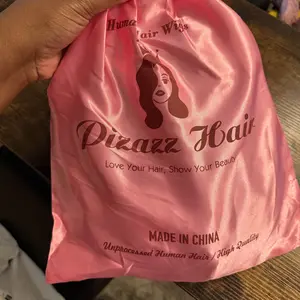 Human
Hair Wigs
Pizazz Hair
Love Your Hair, Show Your Beauty
MADE IN CHINA
Unprocessed Human Hair / High Quality